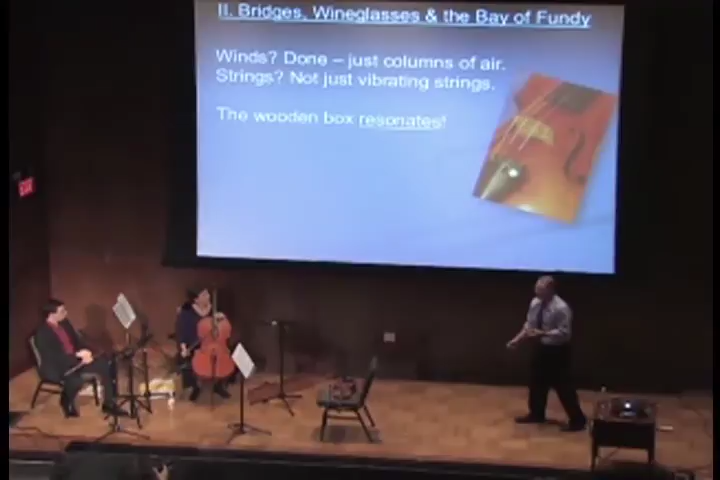 II. Bridges, Wineglasses & the Bay of Fundy
Winds? Done – just columns of air.
Strings? Not just vibrating strings.
The wooden box resonates!